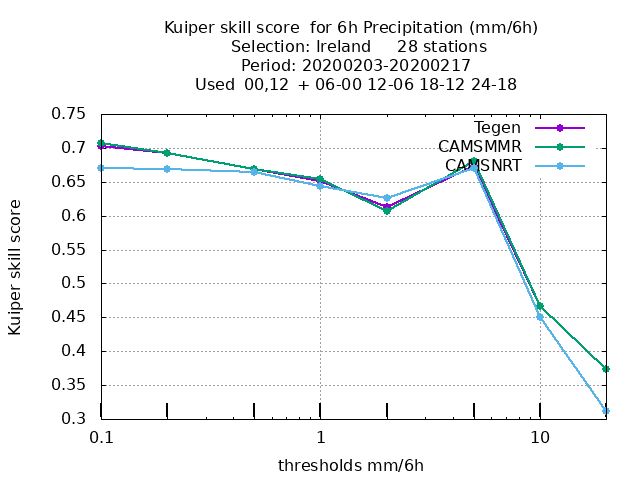 Kuiper skill score  for 6h Precipitation (mm/6h)
Selection: Ireland     28 stations
Period: 20200203-20200217
Used  00,12  + 06-00 12-06 18-12 24-18
Tegen
CAMSMMR
CAMSNRT
Kuiper skill score
0.75
0.7
0.65
0.6
0.55
0.5
0.45
0.4
0.35
0.3
0.1
1
10
thresholds mm/6h